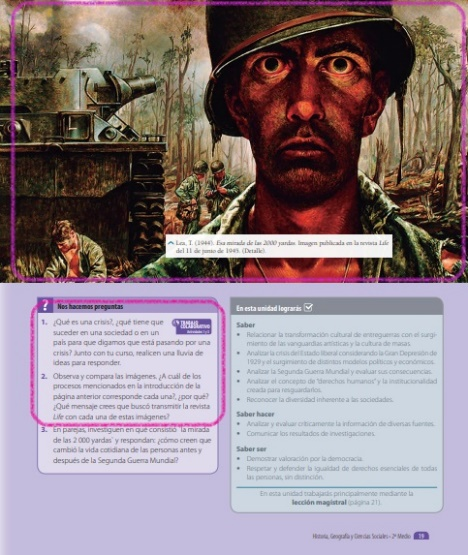 Lea, T. (1944). Esa mirada de las 2000 yardas. Imagen publicada en la revista Life
del 11 de junio de 1945. (Detalle).
? Nos hacemos preguntas
1. ¿Qué es una crisis?, ¿qué tiene que
suceder en una sociedad o en un
país para que digamos que está pasando por una
crisis? Junto con tu curso, realicen una lluvia de
ideas para responder.
TRABAJO
COLABORATIVO
2. Observa y compara las imágenes. ¿A cuál de los
procesos mencionados en la introducción de la
página anterior corresponde cada una?, ¿por qué?
¿Qué mensaje crees que buscó transmitir la revista
Life con cada una de estas imágenes?
3. En parejas, investiguen en qué consistió "la mirada
de las 2 000 yardas" y respondan: ¿cómo creen que
cambió la vida cotidiana de las personas antes y
después de la Segunda Guerra Mundial?
En esta unidad lograrás
Saber
• Relacionar la transformación cultural de entreguerras con el surgi-
miento de las vanguardias artísticas y la cultura de masas.
• Analizar la crisis del Estado liberal considerando la Gran Depresión de
1929 y el surgimiento de distintos modelos políticos y económicos.
• Analizar la Segunda Guerra Mundial y evaluar sus consecuencias.
• Analizar el concepto de "derechos humanos" y la institucionalidad
creada para resguardarlos.
• Reconocer la diversidad inherente a las sociedades.
Saber hacer
• Analizar y evaluar críticamente la información de diversas fuentes.
• Comunicar los resultados de investigaciones.
Saber ser
• Demostrar valoración por la democracia.
• Respetar y defender la igualdad de derechos esenciales de todas
las personas, sin distinción.
En esta unidad trabajarás principalmente mediante la
lección magistral (página 21).
Historia, Geografía y Ciencias Sociales • 2º Medio